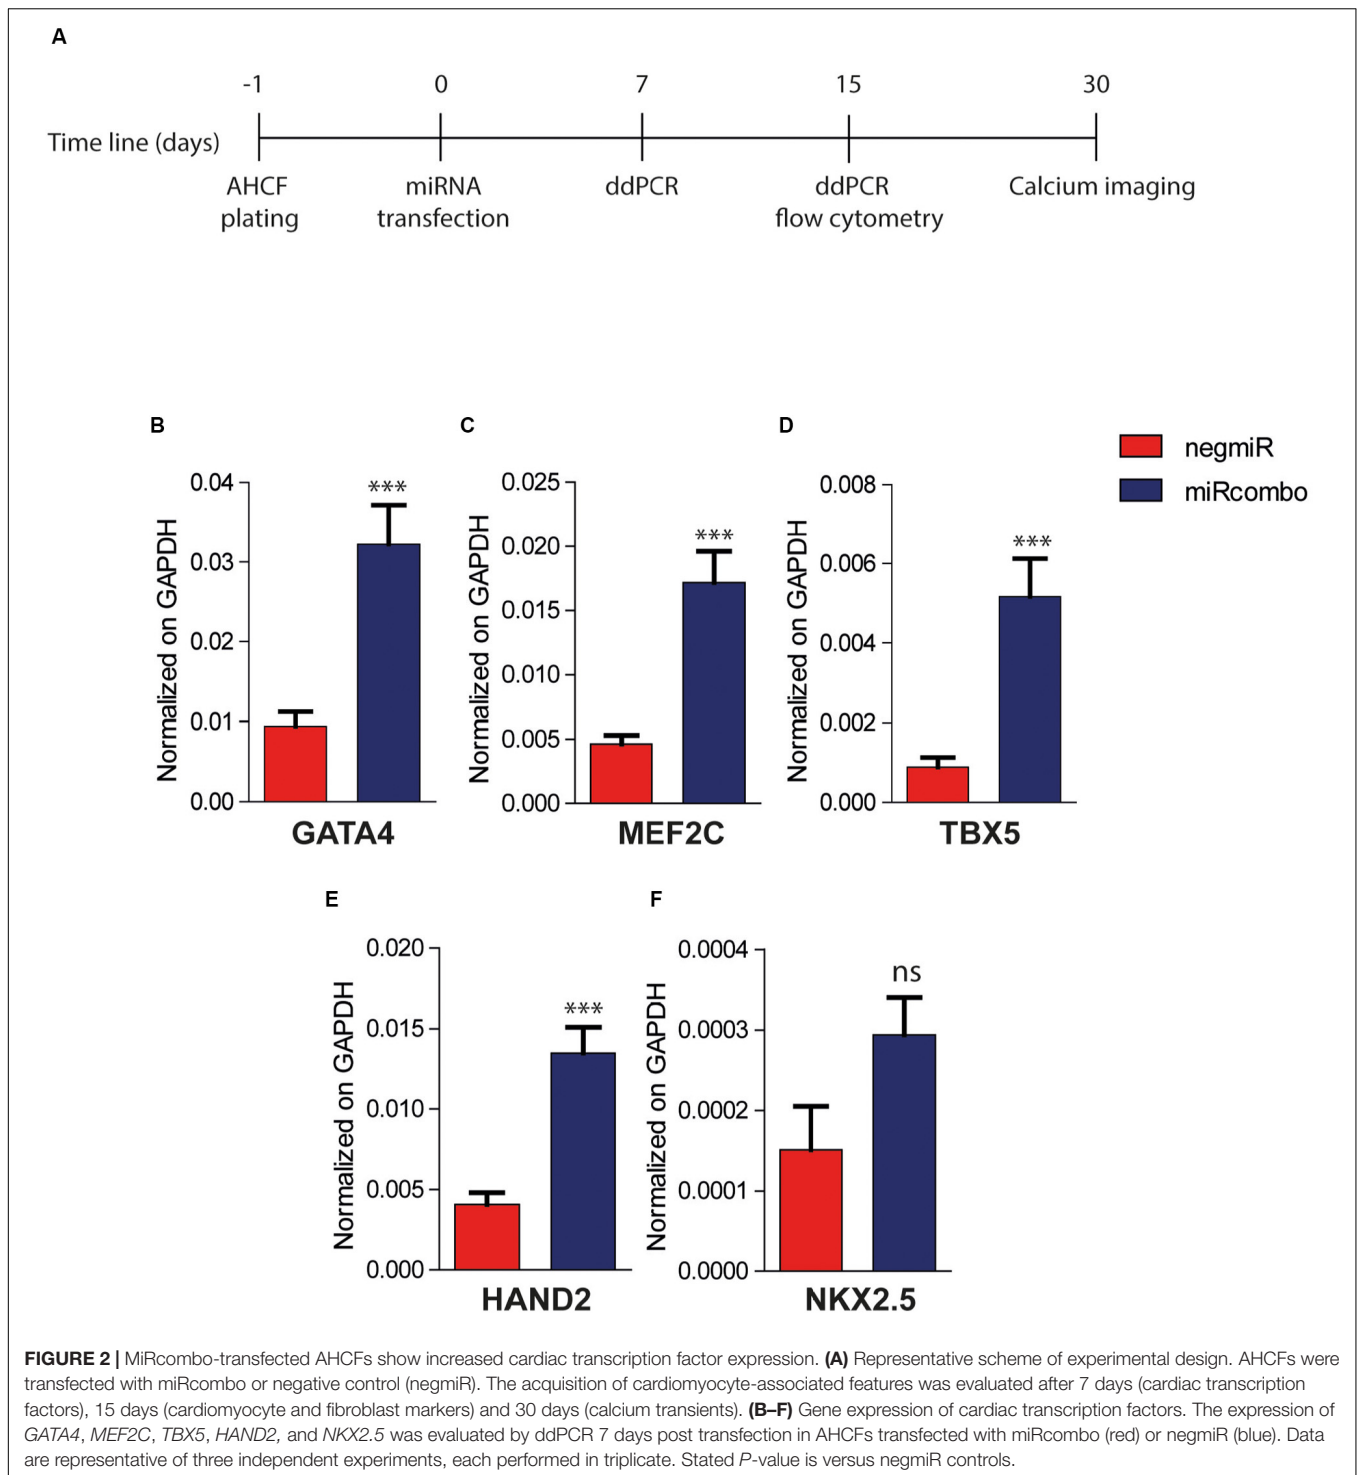 A
-1 0 7 15 30
Time line (days)
AHCF miRNA ddPCR ddPCR Calcium imaging
plating transfection flow cytometry
B C D
negmiR
miRcombo
Normalized on GAPDH
0.04
0.03
0.02
0.01
0.00
***
GATA4
Normalized on GAPDH
0.025
0.020
0.015
0.010
0.005
0.000
***
MEF2C
Normalized on GAPDH
0.008
0.006
0.004
0.002
0.000
***
TBX5
E F
Normalized on GAPDH
0.020
0.015
0.010
0.005
0.000
***
HAND2
Normalized on GAPDH
0.0004
0.0003
0.0002
0.0001
0.0000
ns
NKX2.5
FIGURE 2 | MiRcombo-transfected AHCFs show increased cardiac transcription factor expression. (A) Representative scheme of experimental design. AHCFs were
transfected with miRcombo or negative control (negmiR). The acquisition of cardiomyocyte-associated features was evaluated after 7 days (cardiac transcription
factors), 15 days (cardiomyocyte and fibroblast markers) and 30 days (calcium transients). (B–F) Gene expression of cardiac transcription factors. The expression of
GATA4, MEF2C, TBX5, HAND2, and NKX2.5 was evaluated by ddPCR 7 days post transfection in AHCFs transfected with miRcombo (red) or negmiR (blue). Data
are representative of three independent experiments, each performed in triplicate. Stated P-value is versus negmiR controls.